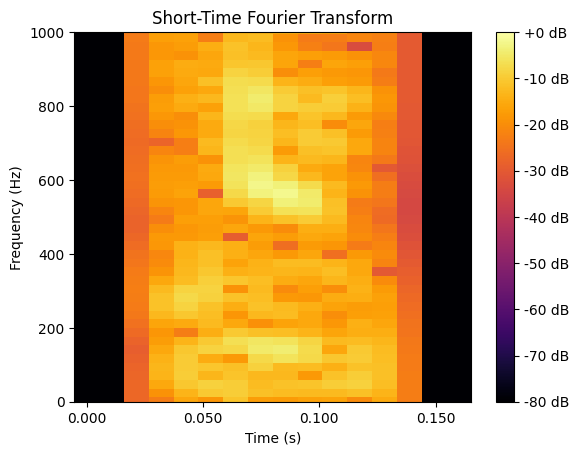 Short-Time Fourier Transform
1000
800
600
400
200
0
Frequency (Hz)
0.000
0.050
0.100
0.150
Time (s)
+0 dB
-10 dB
-20 dB
-30 dB
-40 dB
-50 dB
-60 dB
-70 dB
-80 dB